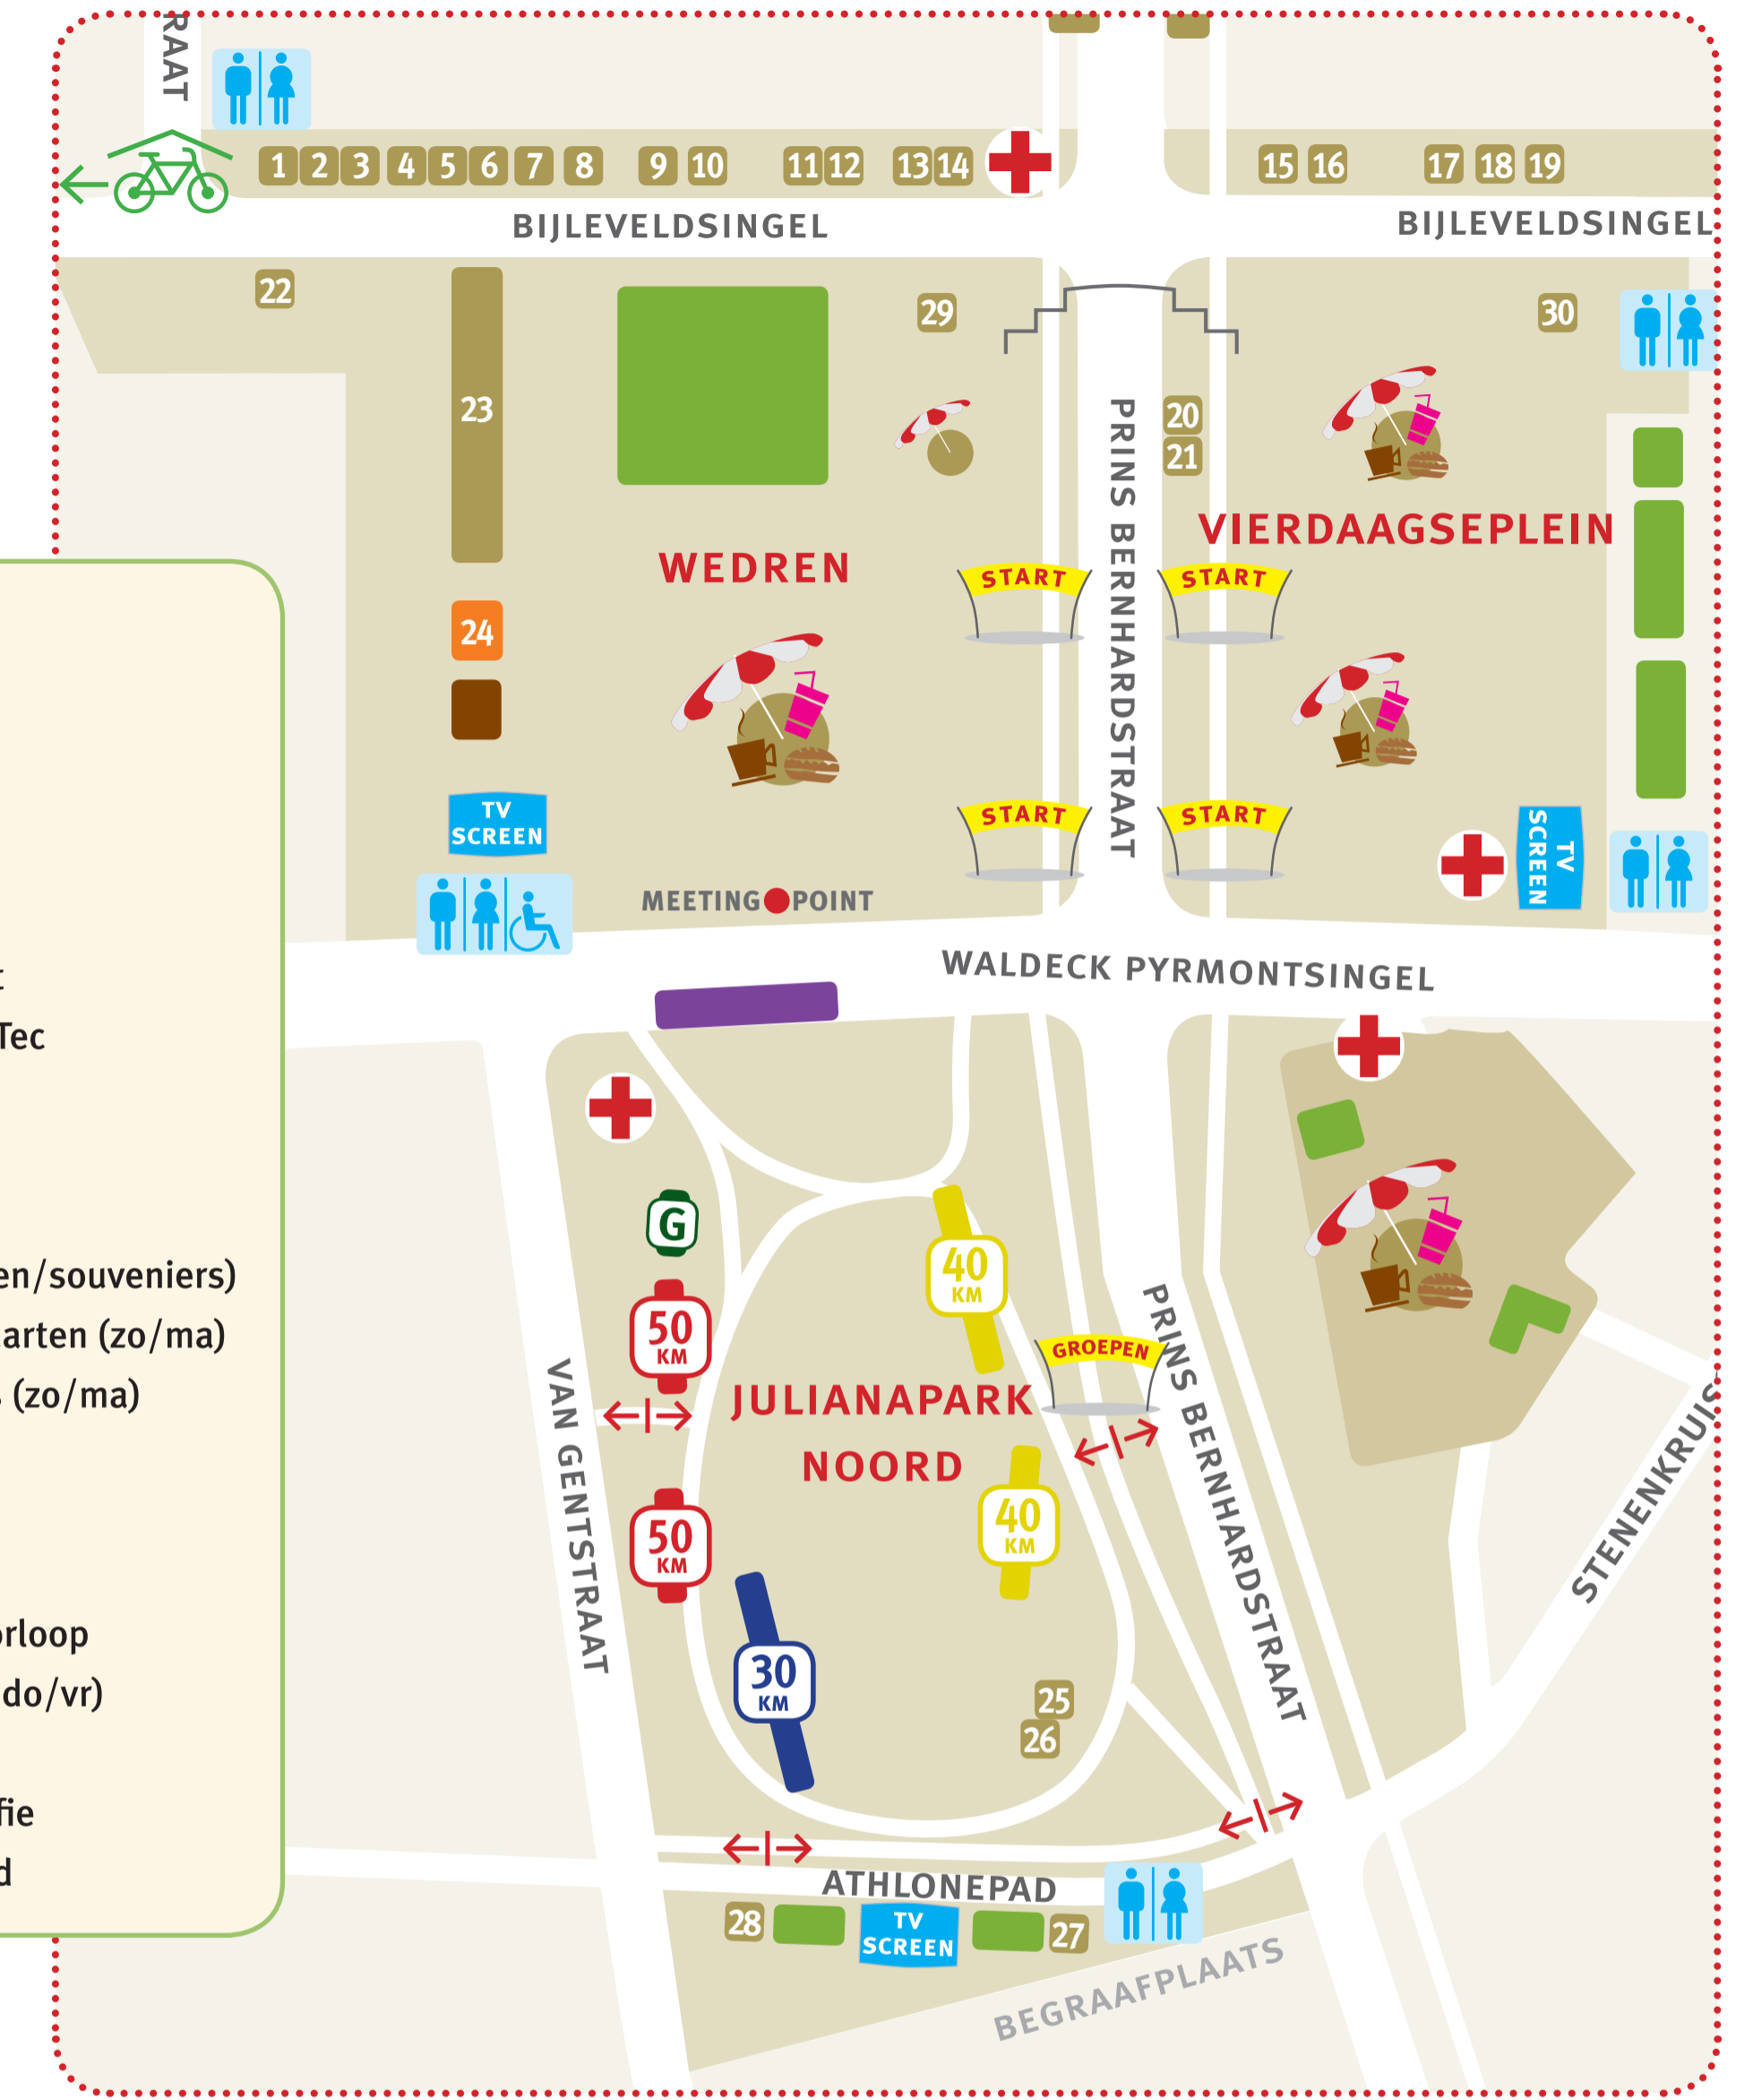 RAAT
1 2 3 4 5 6 7 8 9 10 11 12 13 14 15 16 17 18 19
BIJLEVELDSINGEL
BIJLEVELDSINGEL
22
29
30
23
20
21
PRINS BERNHARDSTRAAT
VIERDAAGSEPLEIN
WEDREN
START
START
24
TV
SCREEN
START
START
TV
SCREEN
MEETING POINT
WALDECK PYRMONTSINGEL
Tec
G
40
KM
en/souveniers)
50
KM
arten (zo/ma)
GROEPEN
PRINS BERNHARDSTRAAT
VAN GENTSTRAAT
JULIANAPARK
NOORD
(zo/ma)
STENENKRUIS
40
KM
50
KM
orloop
30
KM
do/vr)
25
26
fie
d
ATHLONEPAD
28
TV
SCREEN
27
BEGRAAFPLAATS